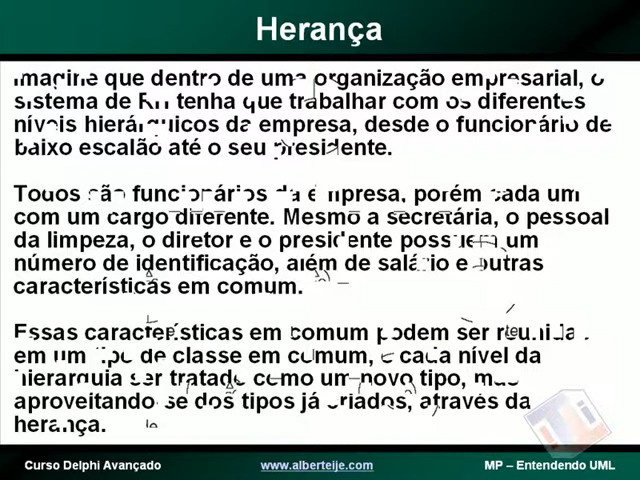 Herança
Imagine que dentro de uma organização empresarial, o
sistema de RH tenha que trabalhar com os diferentes
níveis hierárquicos da empresa, desde o funcionário de
baixo escalão até o seu presidente.
Todos são funcionários da empresa, porém cada um
com um cargo diferente. Mesmo a secretária, o pessoal
da limpeza, o diretor e o presidente possuem um
número de identificação, além de salário e outras
características em comum.
Essas características em comum podem ser reunidas
em um tipo de classe em comum, e cada nível da
hierarquia ser tratado como um novo tipo, mas
aproveitando-se dos tipos já criados, através da
herança.
Curso Delphi Avançado
www.alberteije.com
MP – Entendendo UML